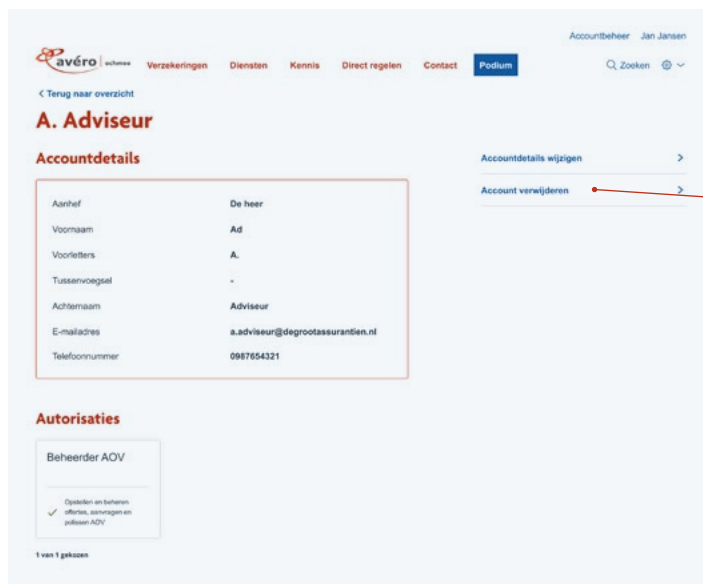 Accountbeheer Jan Jansen
avéro achmea Verzekeringen Diensten Kennis Direct regelen Contact Podium Zoeken
Terug naar overzicht
A. Adviseur
Accountdetails
Accountdetails wijzigen
Account verwijderen
Aanhef De heer
Voornaam Ad
Voorletters A.
Tussenvoegsel -
Achternaam Adviseur
E-mailadres a.adviseur@degrootassurantien.nl
Telefoonnummer 0987654321
Autorisaties
Beheerder AOV
Opstellen en beheren
offertes, aanvragen en
polissen AOV
1 van 1 gekozen